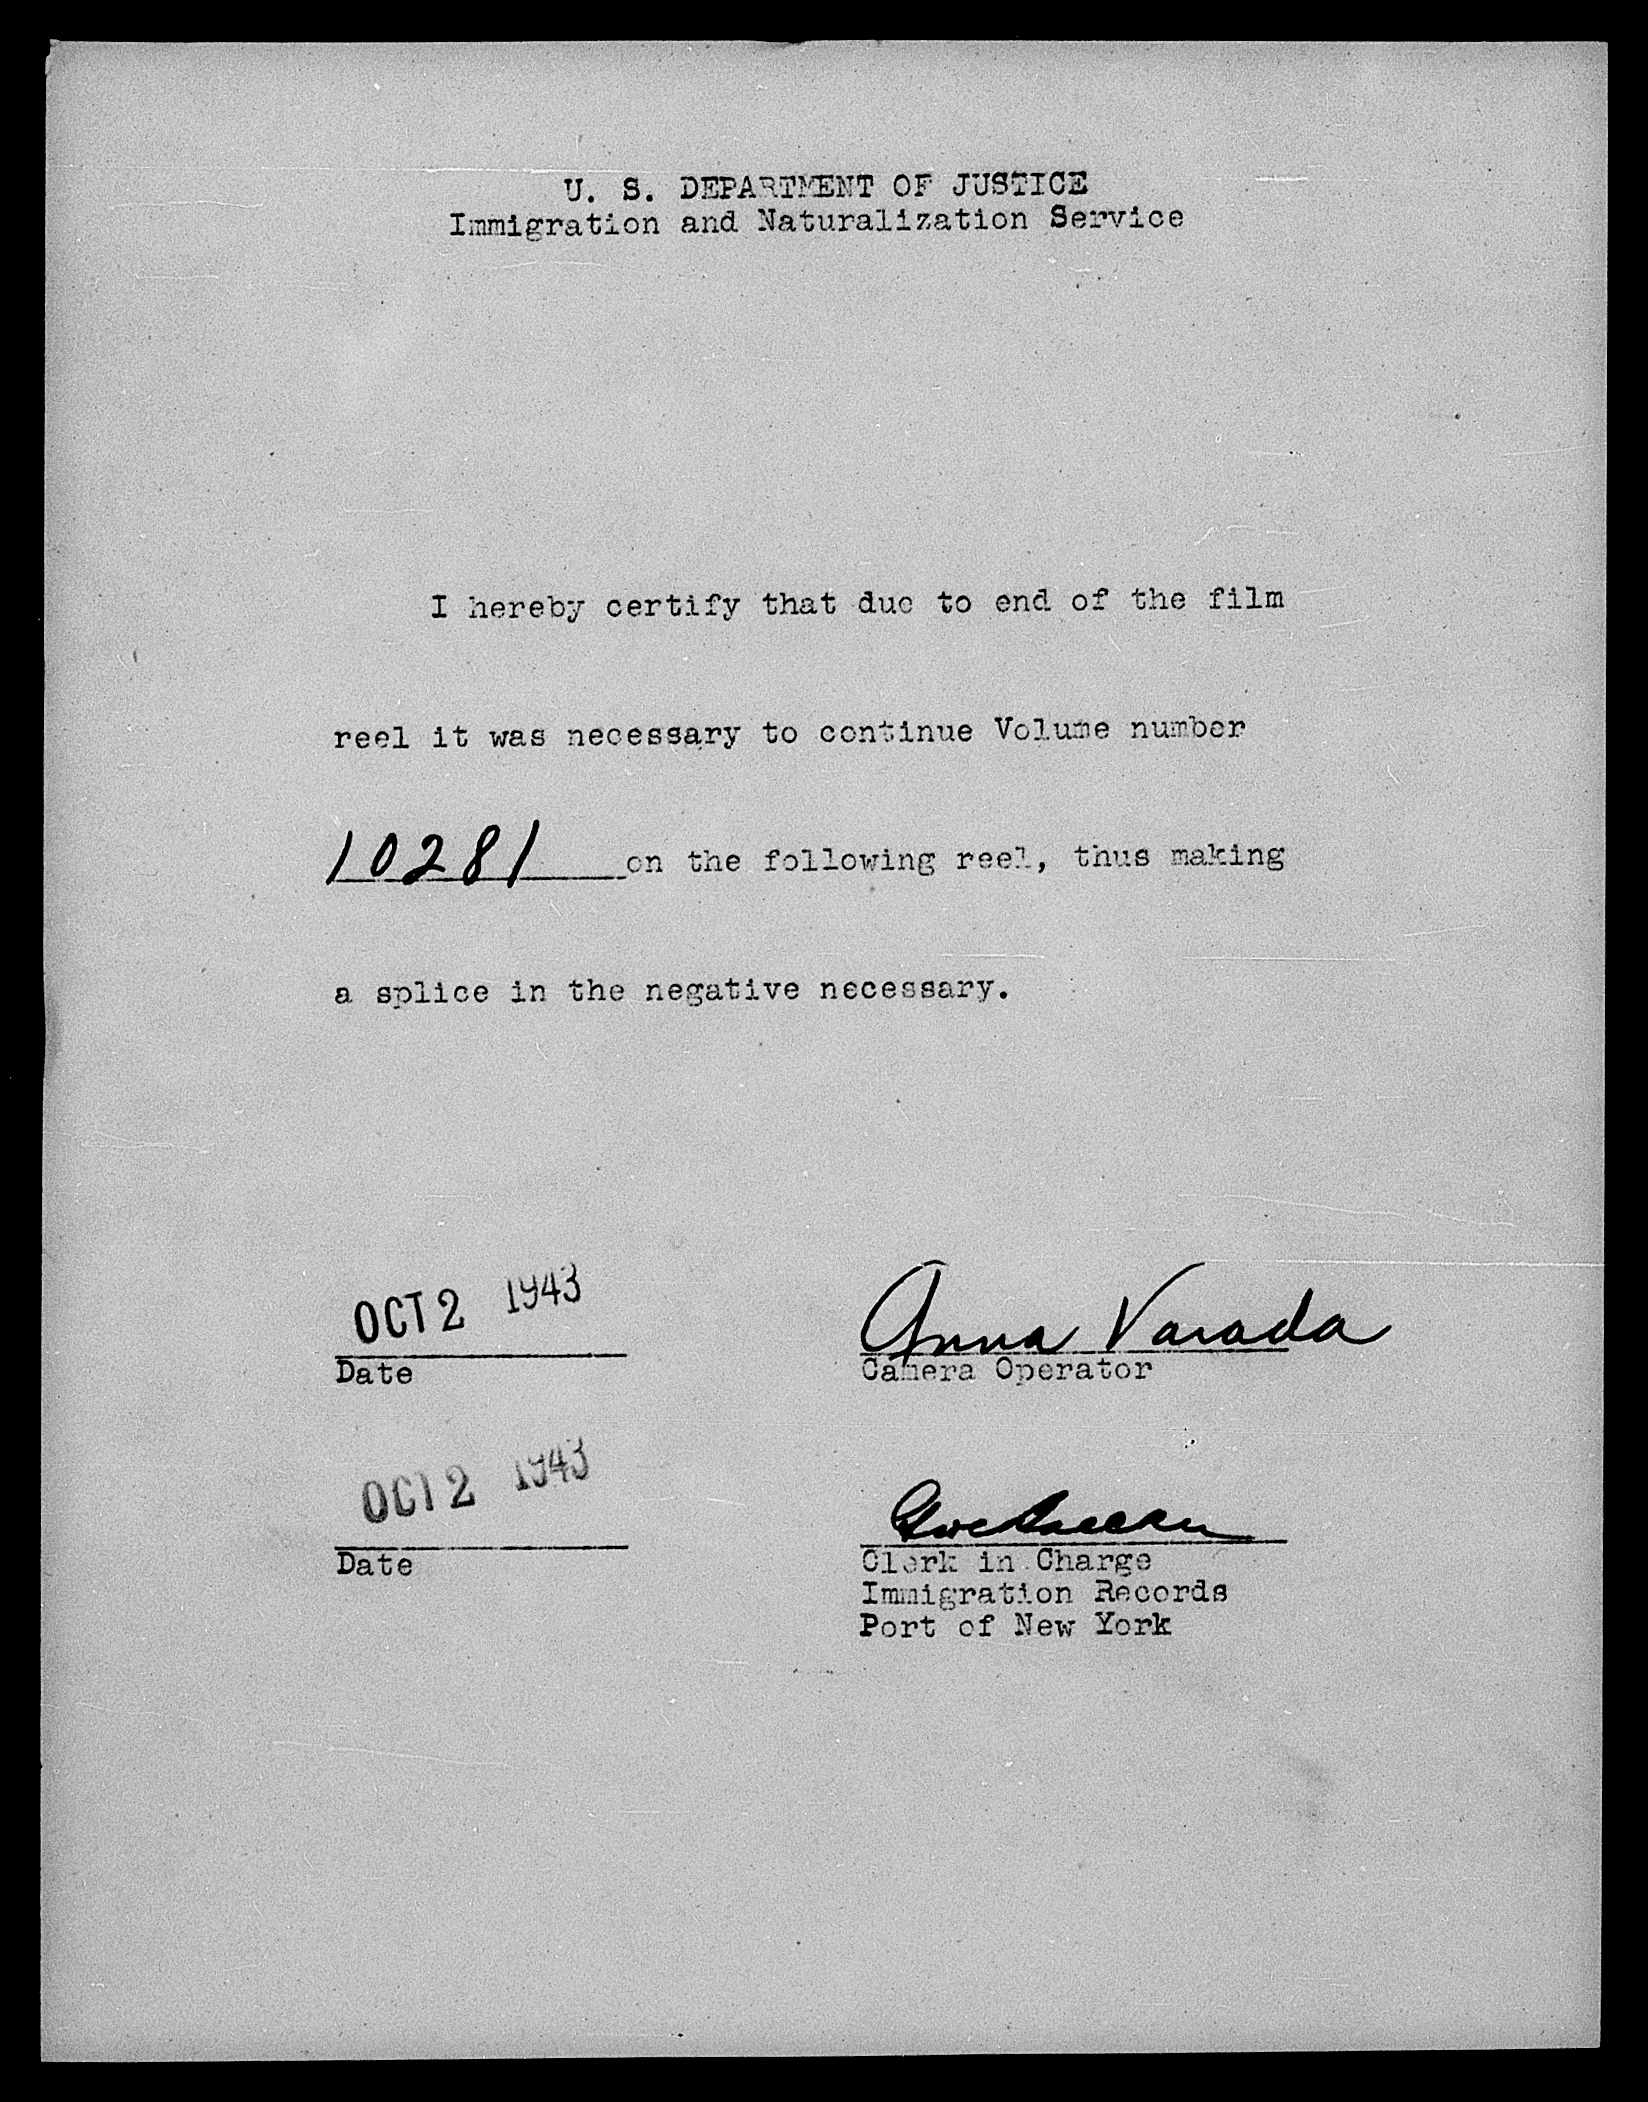 U. S. DEPARTMENT OF JUSTICE
Immigration and Naturalization Service
I hereby certify that due to end of the film
reel it was necessary to continue Volume number
10281 on the following reel, thus making
a splice in the negative necessary.
OCT 2 1943
Date
Anna Varada
Camera Operator
OCT 2 1943
Date
Clerk in Charge
Immigration Records
Port of New York